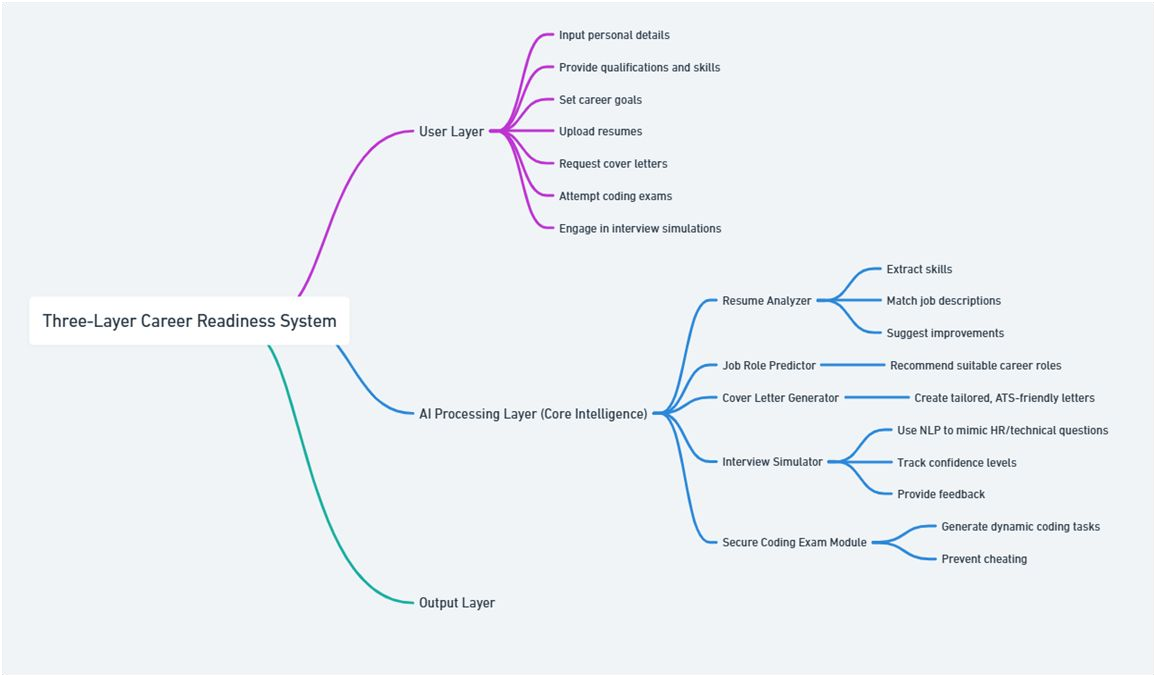 Three-Layer Career Readiness System
User Layer
Input personal details
Provide qualifications and skills
Set career goals
Upload resumes
Request cover letters
Attempt coding exams
Engage in interview simulations
AI Processing Layer (Core Intelligence)
Resume Analyzer
Extract skills
Match job descriptions
Suggest improvements
Job Role Predictor
Recommend suitable career roles
Cover Letter Generator
Create tailored, ATS-friendly letters
Interview Simulator
Use NLP to mimic HR/technical questions
Track confidence levels
Provide feedback
Secure Coding Exam Module
Generate dynamic coding tasks
Prevent cheating
Output Layer